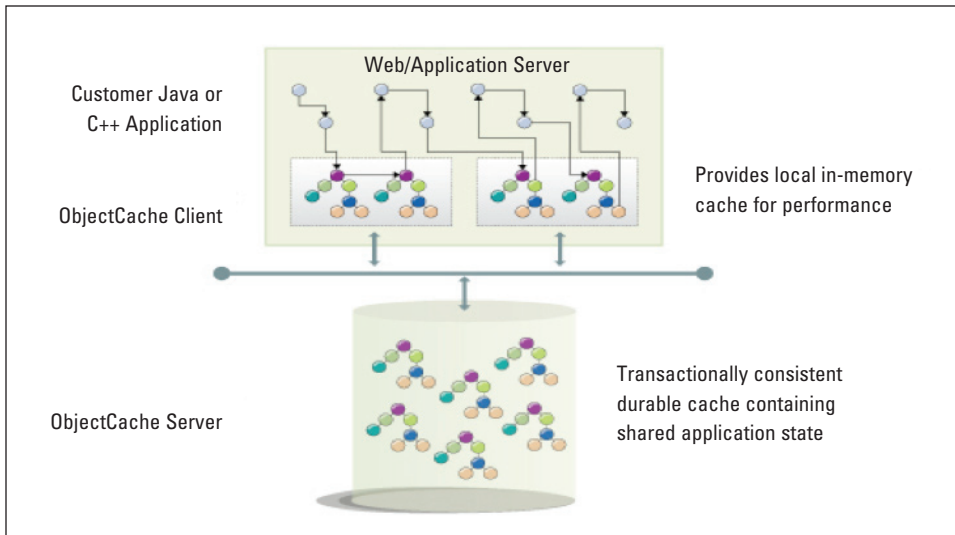 Web/Application Server
Customer Java or
C++ Application
ObjectCache Client
Provides local in-memory
cache for performance
ObjectCache Server
Transactionally consistent
durable cache containing
shared application state